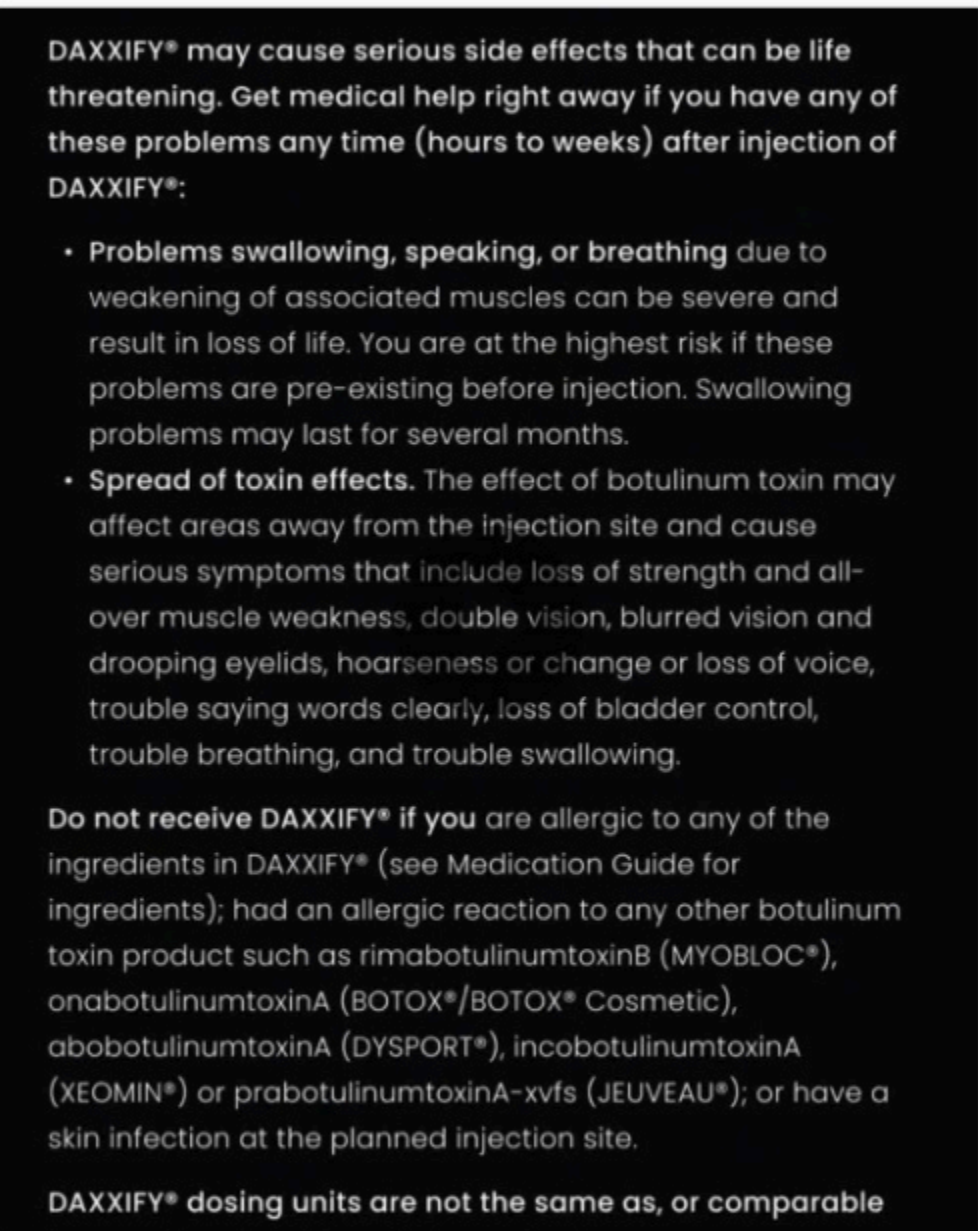 DAXXIFY® may cause serious side effects that can be life
threatening. Get medical help right away if you have any of
these problems any time (hours to weeks) after injection of
DAXXIFY®:
• Problems swallowing, speaking, or breathing due to
weakening of associated muscles can be severe and
result in loss of life. You are at the highest risk if these
problems are pre-existing before injection. Swallowing
problems may last for several months.
• Spread of toxin effects. The effect of botulinum toxin may
affect areas away from the injection site and cause
serious symptoms that include loss of strength and all-
over muscle weakness, double vision, blurred vision and
drooping eyelids, hoarseness or change or loss of voice,
trouble saying words clearly, loss of bladder control,
trouble breathing, and trouble swallowing.
Do not receive DAXXIFY® if you are allergic to any of the
ingredients in DAXXIFY® (see Medication Guide for
ingredients); had an allergic reaction to any other botulinum
toxin product such as rimabotulinumtoxinB (MYOBLOC®),
onabotulinumtoxinA (BOTOX®/BOTOX® Cosmetic),
abobotulinumtoxinA (DYSPORT®), incobotulinumtoxinA
(XEOMIN®) or prabotulinumtoxinA-xvfs (JEUVEAU®); or have a
skin infection at the planned injection site.
DAXXIFY® dosing units are not the same as, or comparable